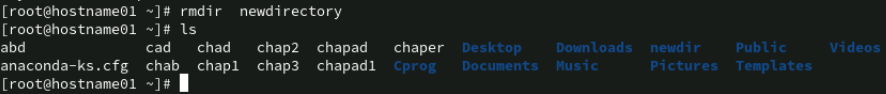 [root@hostname01 ~]# rmdir  newdirectory
[root@hostname01 ~]# ls
abd              cad   chad   chap2  chapad   chaper  Desktop    Downloads  newdir    Public     Videos
anaconda-ks.cfg  chab  chap1  chap3  chapad1  Cprog   Documents  Music      Pictures  Templates
[root@hostname01 ~]#